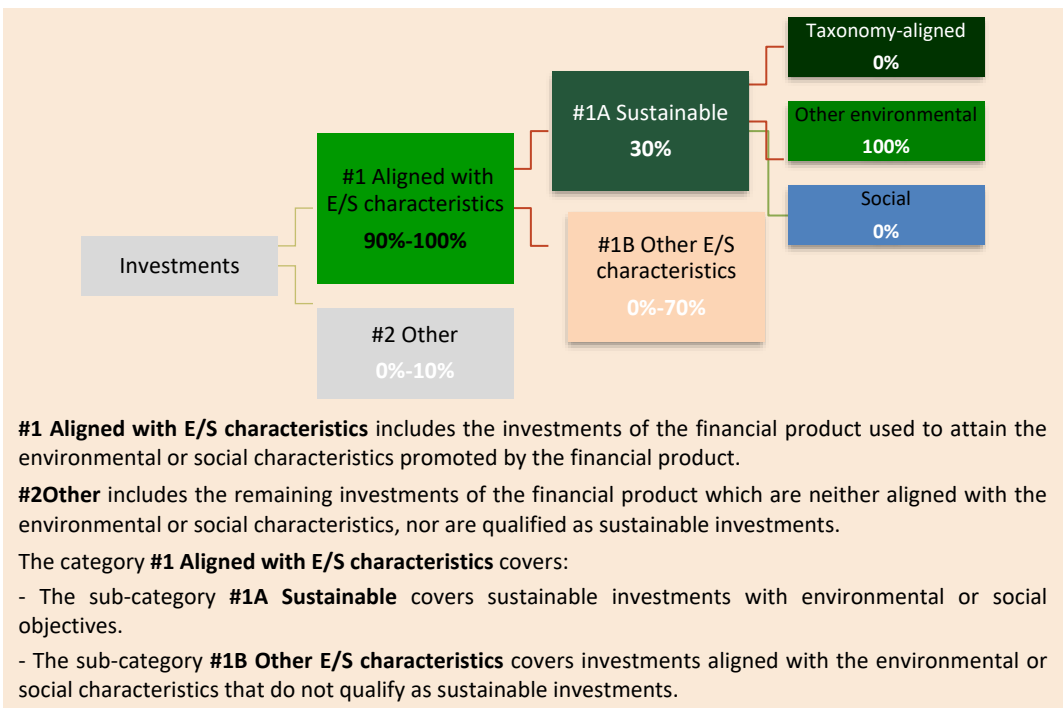 Taxonomy-aligned
0%
#1A Sustainable
30%
Other environmental
100%
#1 Aligned with
E/S characteristics
90%-100%
Social
0%
#1B Other E/S
characteristics
0%-70%
Investments
#2 Other
0%-10%
#1 Aligned with E/S characteristics includes the investments of the financial product used to attain the
environmental or social characteristics promoted by the financial product.
#2Other includes the remaining investments of the financial product which are neither aligned with the
environmental or social characteristics, nor are qualified as sustainable investments.
The category #1 Aligned with E/S characteristics covers:
- The sub-category #1A Sustainable covers sustainable investments with environmental or social
objectives.
- The sub-category #1B Other E/S characteristics covers investments aligned with the environmental or
social characteristics that do not qualify as sustainable investments.